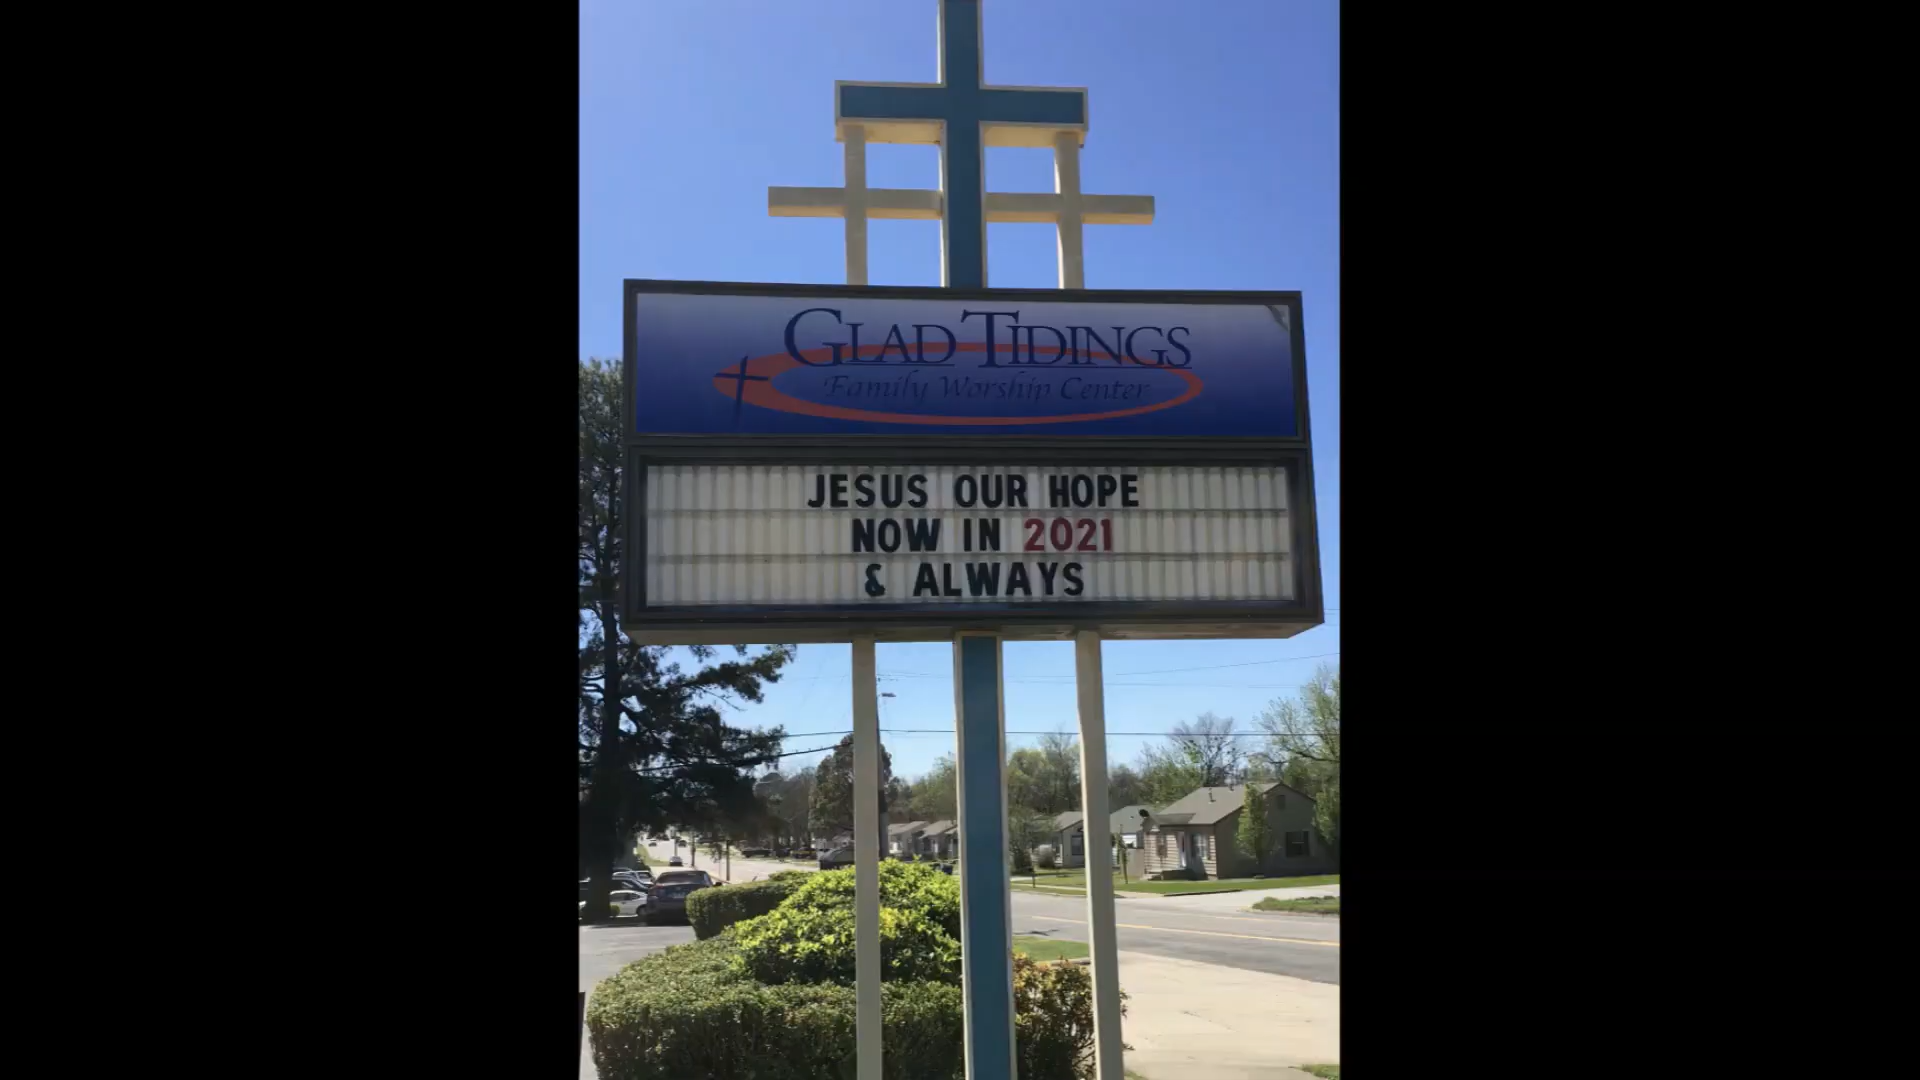 GLAD TIDINGS
Family Worship Center
JESUS OUR HOPE
NOW IN 2021
& ALWAYS